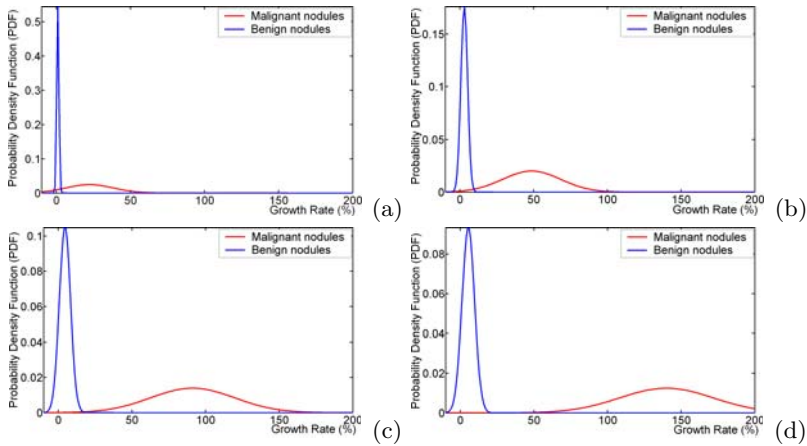 Malignant nodules
Benign nodules
Probability Density Function (PDF)
0.5
0.4
0.3
0.2
0.1
0
0 50 100 150 200
Growth Rate (%)
(a)
Malignant nodules
Benign nodules
Probability Density Function (PDF)
0.15
0.1
0.05
0
0 50 100 150 200
Growth Rate (%)
(b)
Malignant nodules
Benign nodules
Probability Density Function (PDF)
0.1
0.08
0.06
0.04
0.02
0
0 50 100 150 200
Growth Rate (%)
(c)
Malignant nodules
Benign nodules
Probability Density Function (PDF)
0.08
0.06
0.04
0.02
0
0 50 100 150 200
Growth Rate (%)
(d)